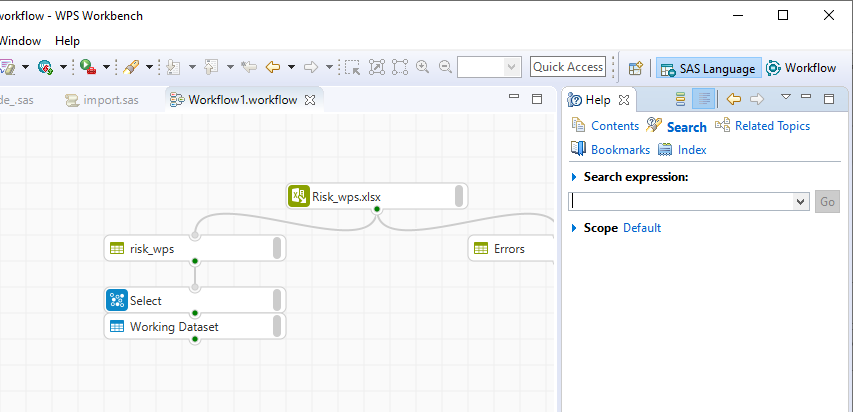 workflow - WPS Workbench
Window Help
Quick Access
SAS Language
Workflow
de_.sas
import.sas
Workflow1.workflow
Help
Contents
Search
Related Topics
Bookmarks
Index
Search expression:
Go
Scope Default
Risk_wps.xlsx
risk_wps
Errors
Select
Working Dataset